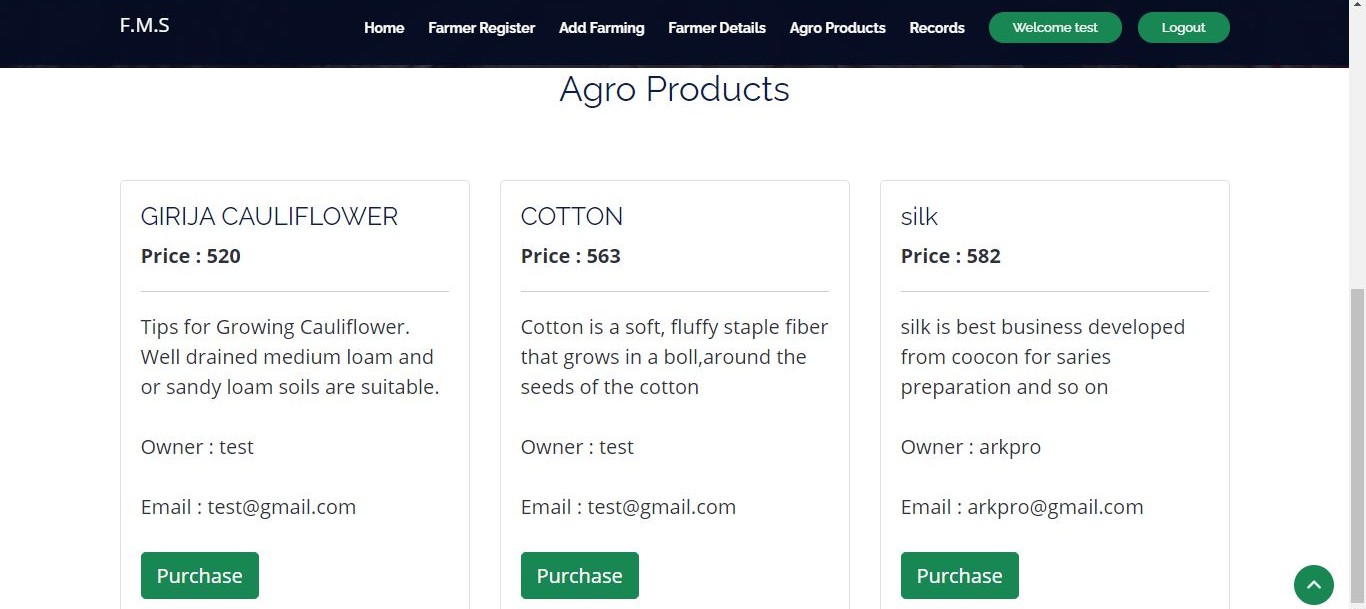 F.M.S
Home Farmer Register Add Farming Farmer Details Agro Products Records Welcome test Logout
Agro Products
GIRIJA CAULIFLOWER
Price : 520
Tips for Growing Cauliflower.
Well drained medium loam and
or sandy loam soils are suitable.
Owner : test
Email : test@gmail.com
Purchase
COTTON
Price : 563
Cotton is a soft, fluffy staple fiber
that grows in a boll,around the
seeds of the cotton
Owner : test
Email : test@gmail.com
Purchase
silk
Price : 582
silk is best business developed
from coocon for saries
preparation and so on
Owner : arkpro
Email : arkpro@gmail.com
Purchase